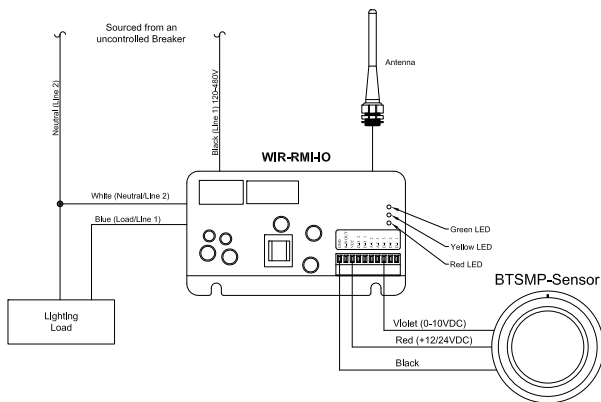 Sourced from an
uncontrolled Breaker
Neutral (Line 2)
Black (Line 1) 120-480V
Antenna
WIR-RMI-IO
White (Neutral/Line 2)
Blue (Load/Line 1)
Green LED
Yellow LED
Red LED
BTSMP-Sensor
Lighting
Load
Violet (0-10VDC)
Red (+12/24VDC)
Black
GND
VCC